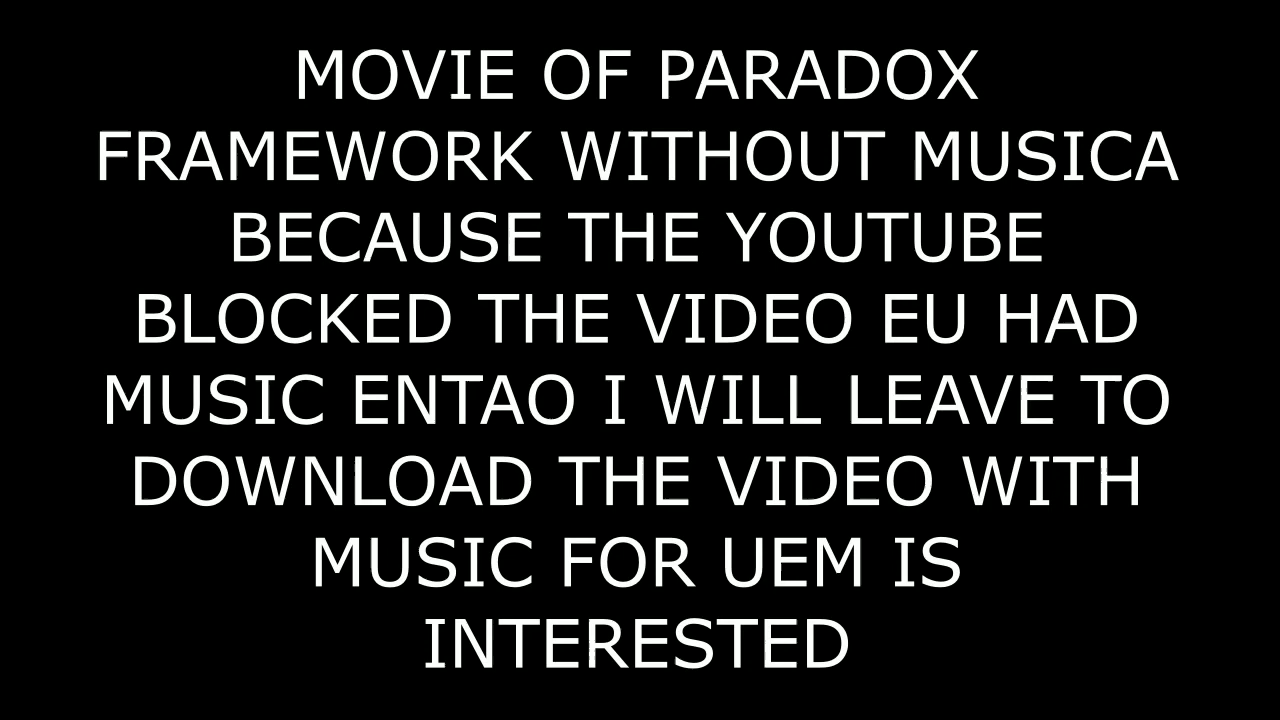 MOVIE OF PARADOX
FRAMEWORK WITHOUT MUSICA
BECAUSE THE YOUTUBE
BLOCKED THE VIDEO EU HAD
MUSIC ENTAO I WILL LEAVE TO
DOWNLOAD THE VIDEO WITH
MUSIC FOR UEM IS
INTERESTED